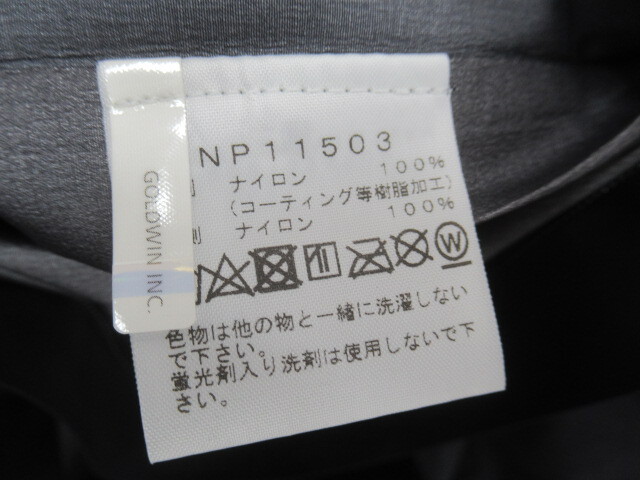 NP11503
ナイロン 100%
(コーティング等樹脂加工)
側 ナイロン 100%
W
色物は他の物と一緒に洗濯しない
で下さい。
蛍光剤入り洗剤は使用しないで下
さい。
GOLDWIN INC.